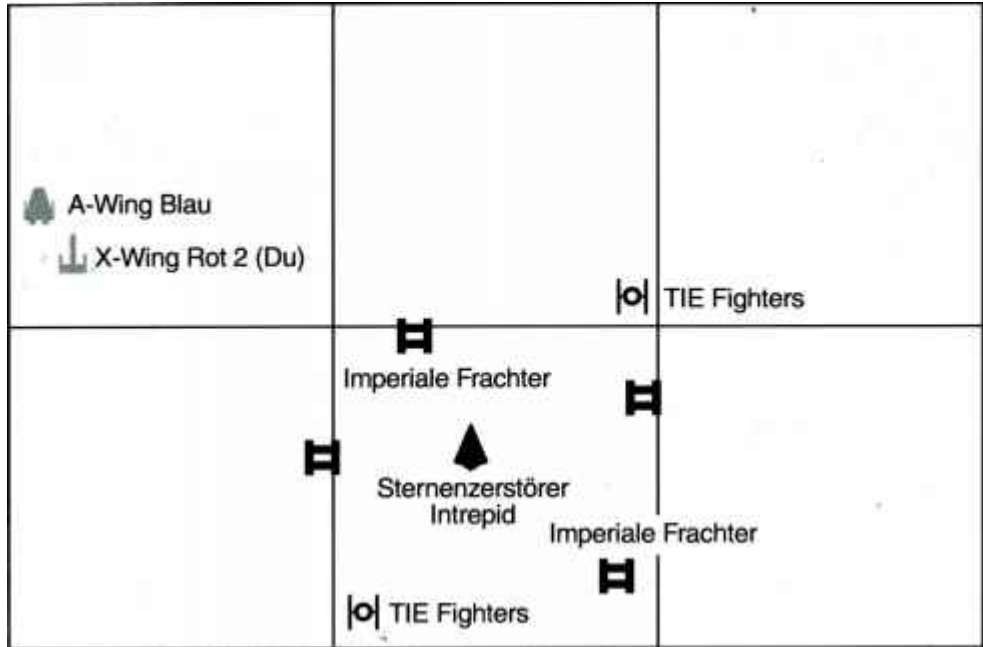 A-Wing Blau
X-Wing Rot 2 (Du)
TIE Fighters
Imperiale Frachter
Sternenzerstörer
Intrepid
Imperiale Frachter
TIE Fighters